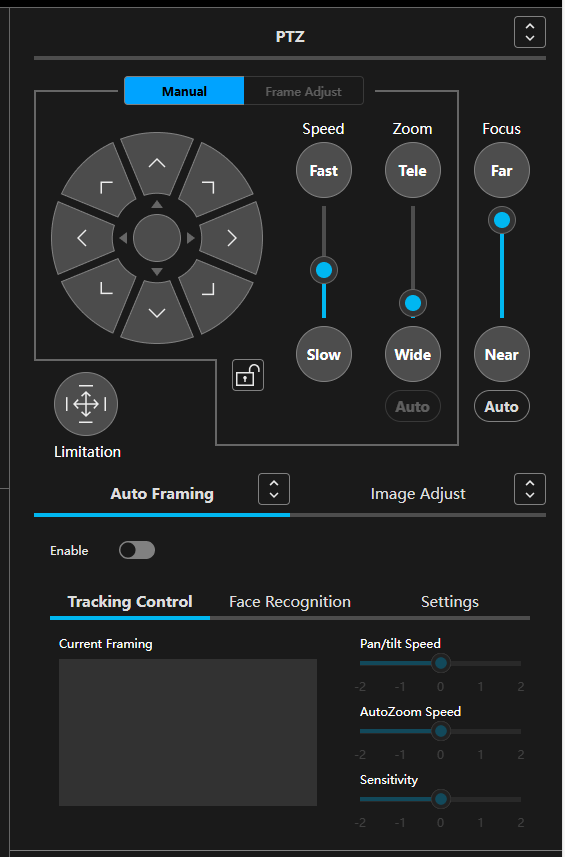 PTZ
Manual
Frame Adjust
Speed
Zoom
Focus
Fast
Tele
Far
Slow
Wide
Near
Auto
Auto
Limitation
Auto Framing
Image Adjust
Enable
Tracking Control
Face Recognition
Settings
Current Framing
Pan/tilt Speed
-2 -1 0 1 2
AutoZoom Speed
-2 -1 0 1 2
Sensitivity
-2 -1 0 1 2